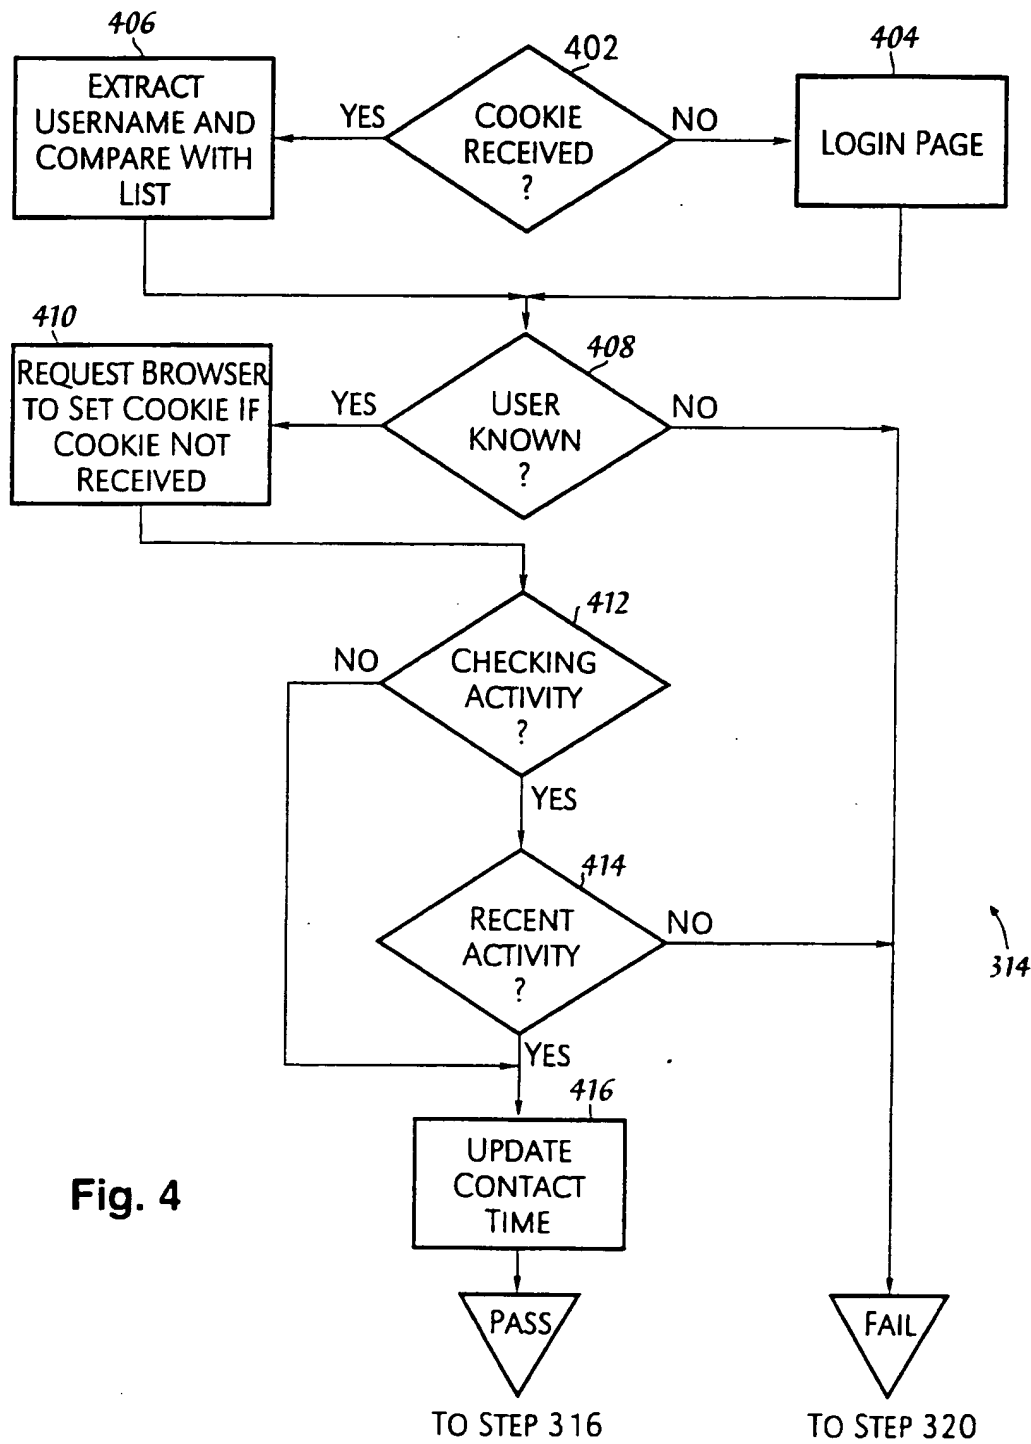 406
402
404
EXTRACT
USERNAME AND
COMPARE WITH
LIST
YES
COOKIE
RECEIVED
?
NO
LOGIN PAGE
410
408
REQUEST BROWSER
TO SET COOKIE IF
COOKIE NOT
RECEIVED
YES
USER
KNOWN
?
NO
412
NO
CHECKING
ACTIVITY
?
YES
414
RECENT
ACTIVITY
?
NO
314
YES
416
UPDATE
CONTACT
TIME
Fig. 4
PASS
FAIL
TO STEP 316
TO STEP 320